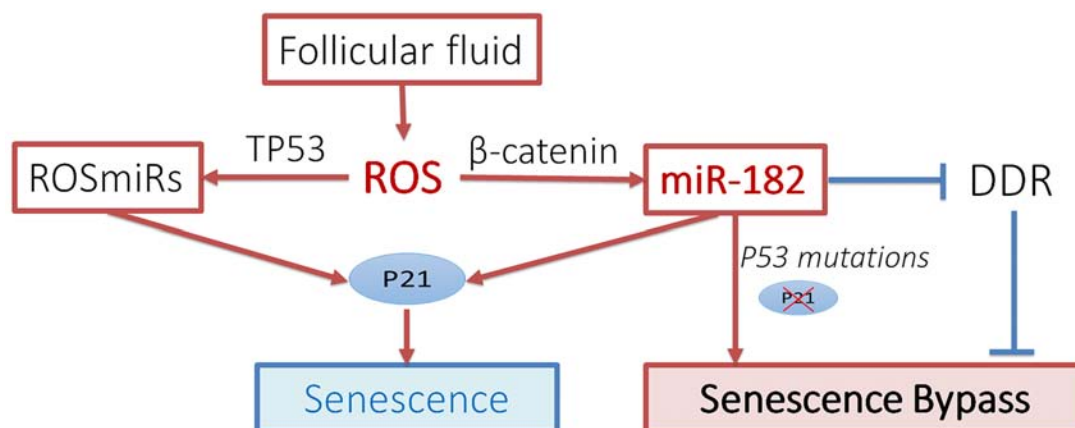 Follicular fluid
TP53
β-catenin
ROSmiRs
ROS
miR-182
DDR
P21
P53 mutations
P21
Senescence
Senescence Bypass